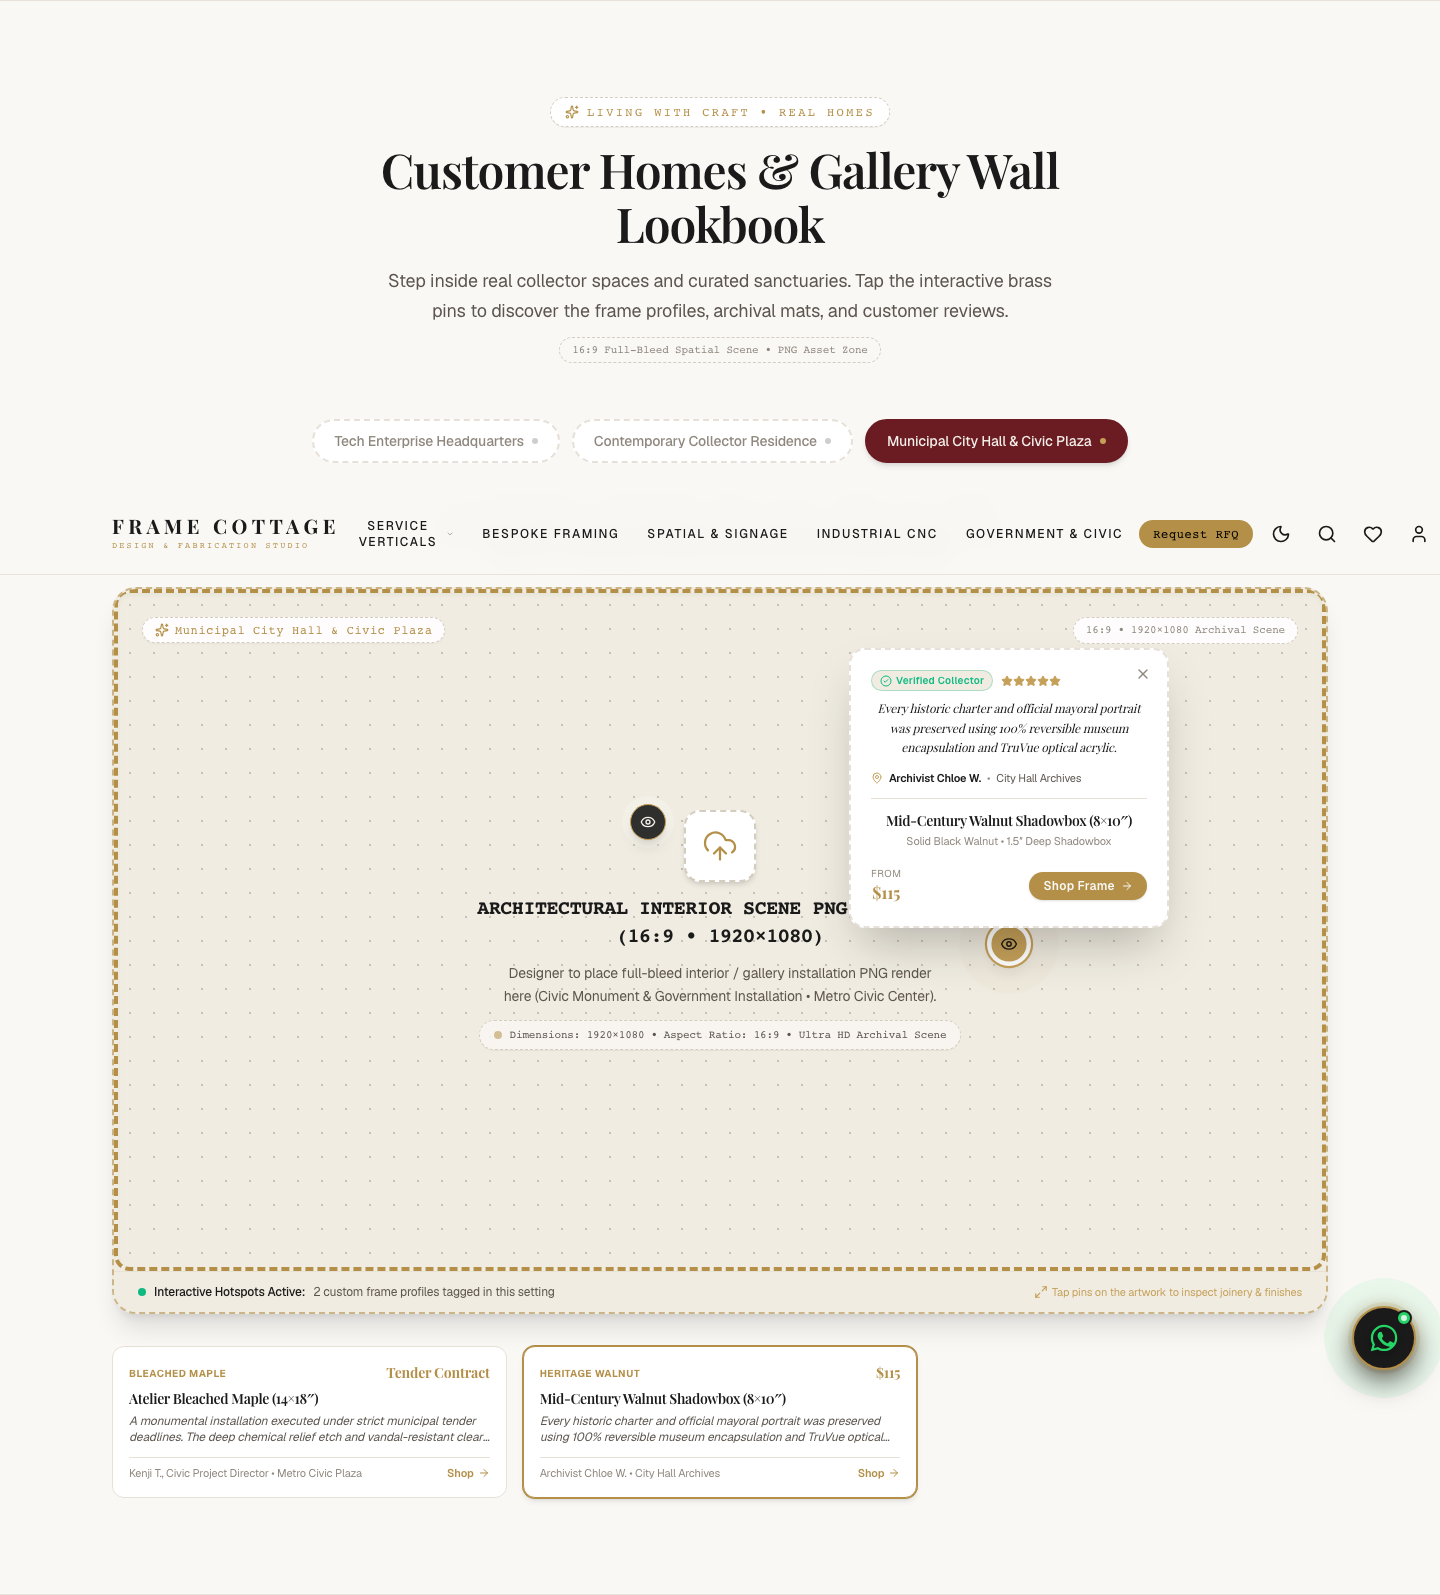 LIVING WITH CRAFT • REAL HOMES
Customer Homes & Gallery Wall
Lookbook
Step inside real collector spaces and curated sanctuaries. Tap the interactive brass
pins to discover the frame profiles, archival mats, and customer reviews.
16:9 Full-Bleed Spatial Scene • PNG Asset Zone
Tech Enterprise Headquarters
Contemporary Collector Residence
Municipal City Hall & Civic Plaza
FRAME COTTAGE
DESIGN & FABRICATION STUDIO
SERVICE
VERTICALS
BESPOKE FRAMING
SPATIAL & SIGNAGE
INDUSTRIAL CNC
GOVERNMENT & CIVIC
Request RFQ
Municipal City Hall & Civic Plaza
16:9 • 1920×1080 Archival Scene
Verified Collector
Every historic charter and official mayoral portrait
was preserved using 100% reversible museum
encapsulation and TruVue optical acrylic.
Archivist Chloe W. • City Hall Archives
Mid-Century Walnut Shadowbox (8×10″)
Solid Black Walnut • 1.5" Deep Shadowbox
FROM
$115
Shop Frame →
ARCHITECTURAL INTERIOR SCENE PNG
(16:9 • 1920×1080)
Designer to place full-bleed interior / gallery installation PNG render
here (Civic Monument & Government Installation • Metro Civic Center).
Dimensions: 1920×1080 • Aspect Ratio: 16:9 • Ultra HD Archival Scene
Interactive Hotspots Active: 2 custom frame profiles tagged in this setting
Tap pins on the artwork to inspect joinery & finishes
BLEACHED MAPLE
Tender Contract
Atelier Bleached Maple (14×18″)
A monumental installation executed under strict municipal tender
deadlines. The deep chemical relief etch and vandal-resistant clear...
Kenji T., Civic Project Director • Metro Civic Plaza
Shop →
HERITAGE WALNUT
$115
Mid-Century Walnut Shadowbox (8×10″)
Every historic charter and official mayoral portrait was preserved
using 100% reversible museum encapsulation and TruVue optical...
Archivist Chloe W. • City Hall Archives
Shop →